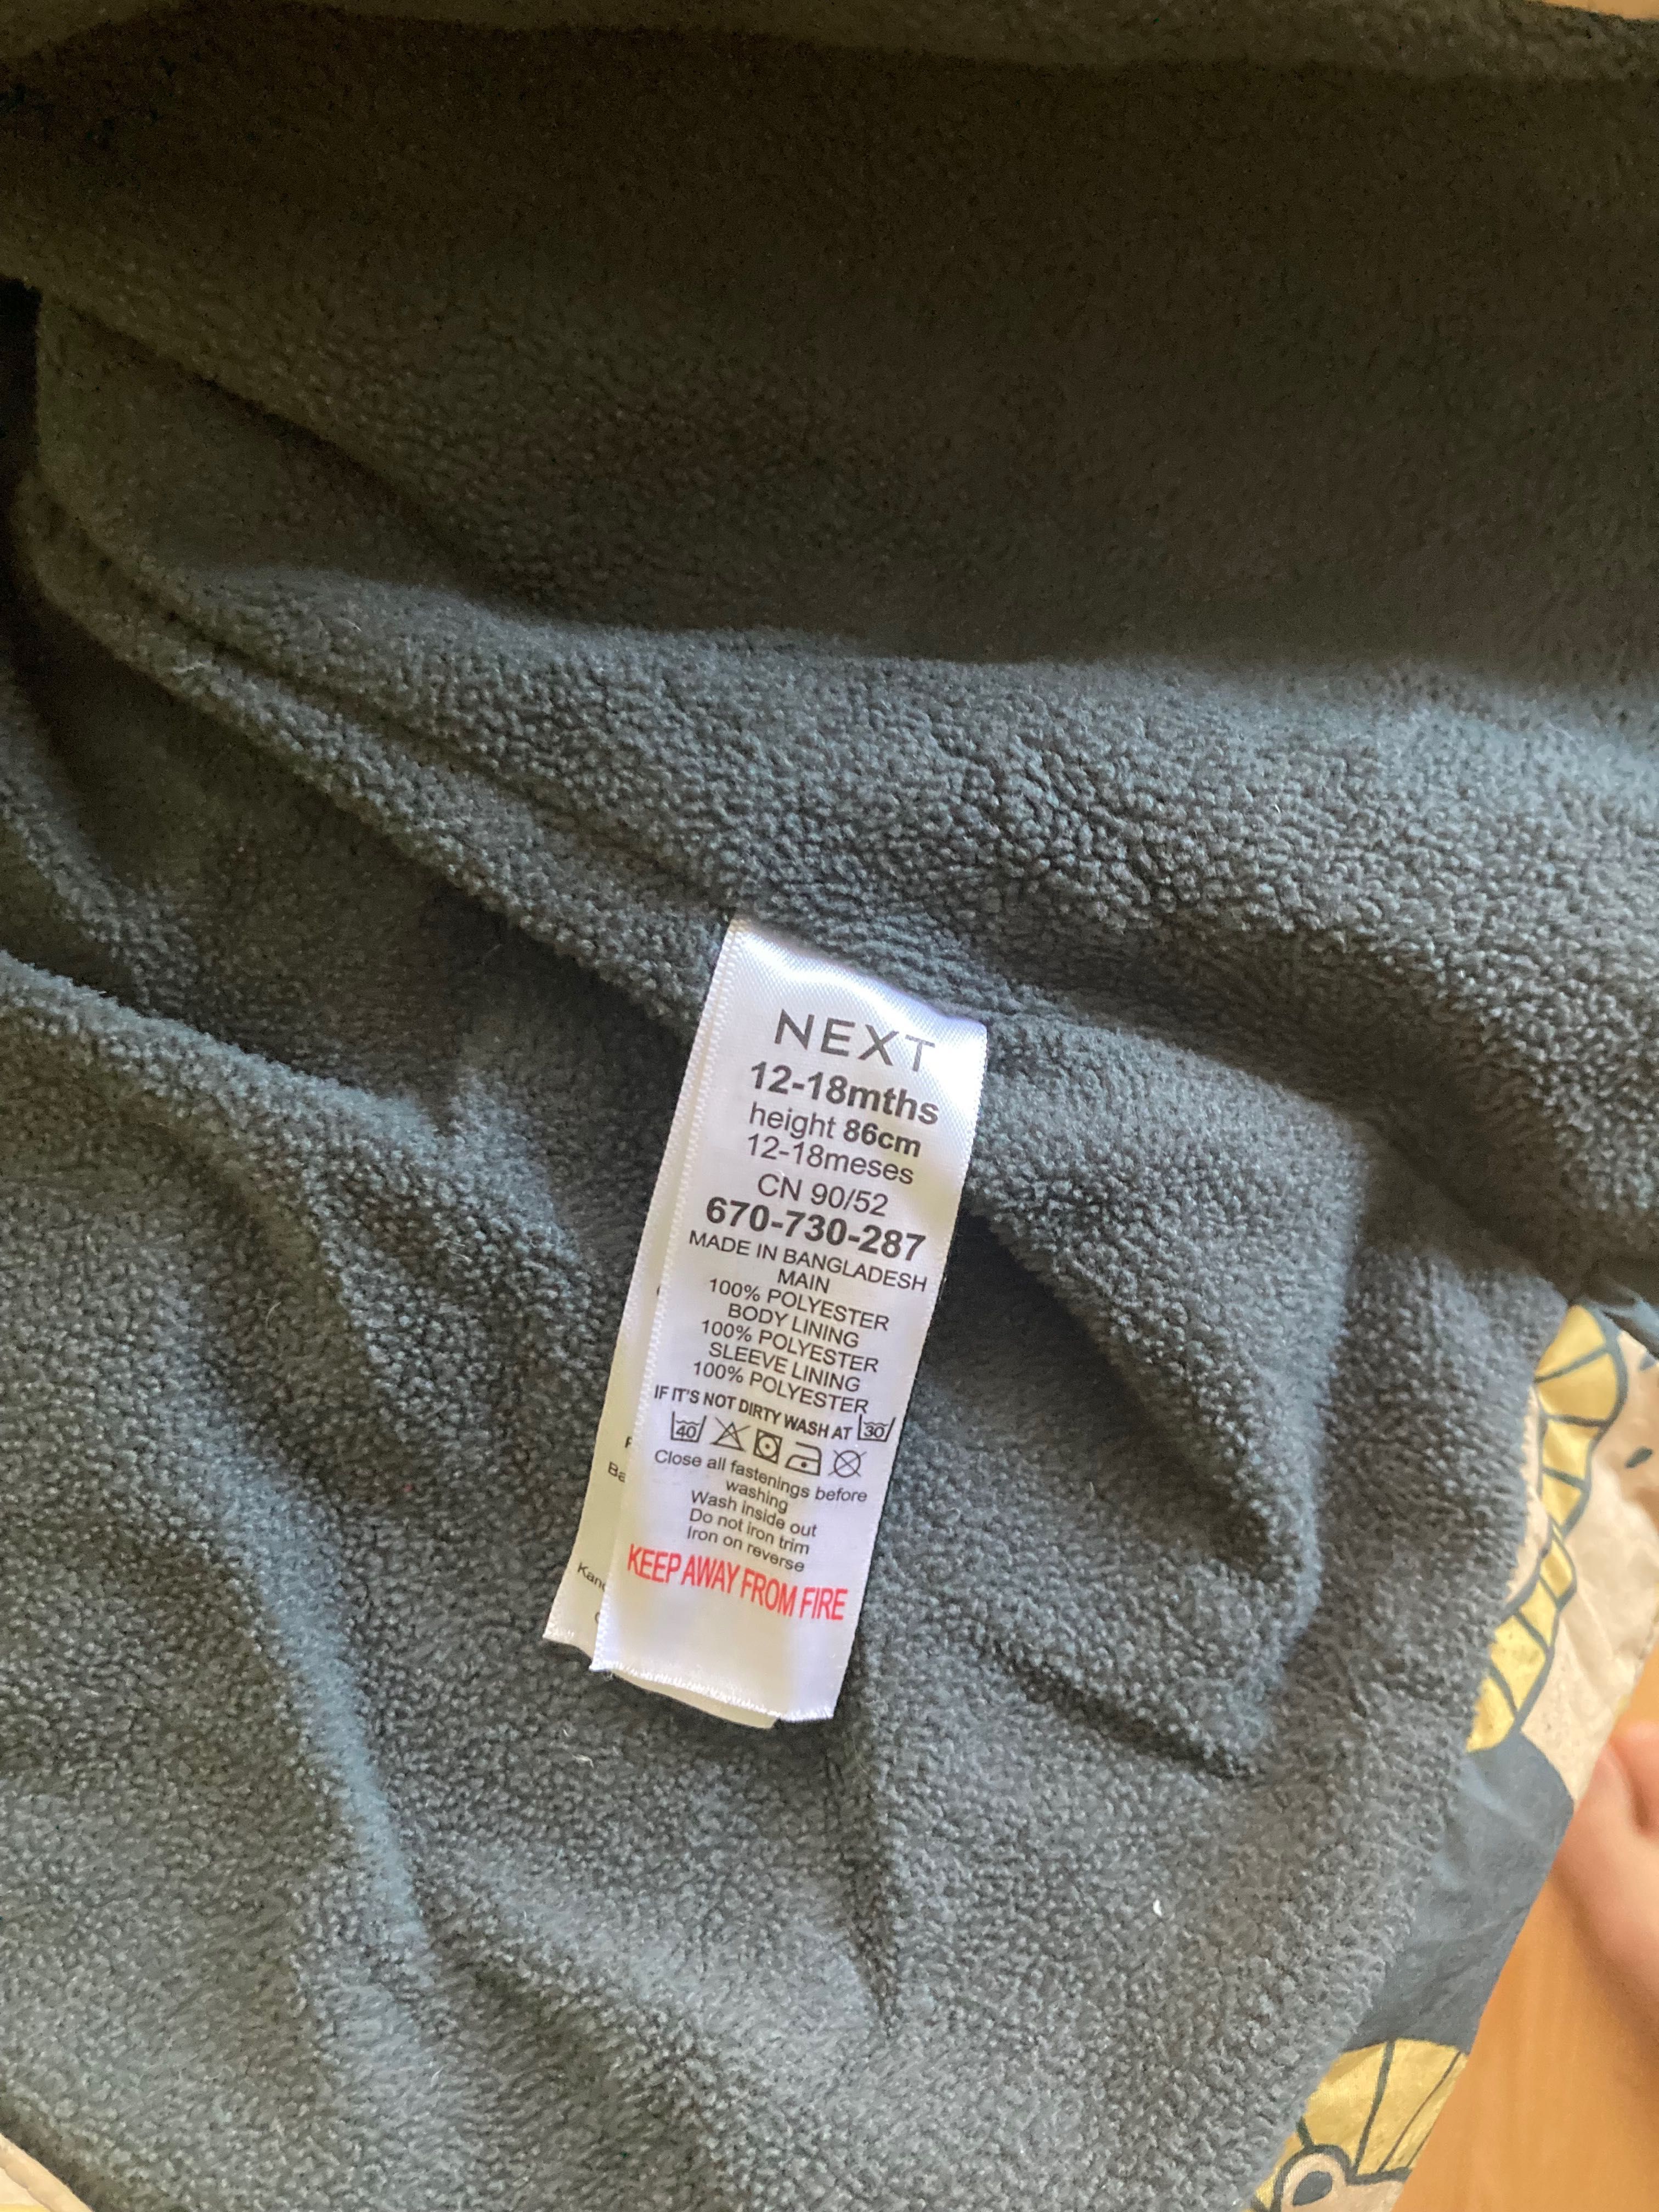 NEXT
12-18mths
height 86cm
12-18meses
CN 90/52
670-730-287
MADE IN BANGLADESH
MAIN
100% POLYESTER
BODY LINING
100% POLYESTER
SLEEVE LINING
100% POLYESTER
IF IT'S NOT DIRTY WASH AT 30
40
Close all fastenings before
washing
Wash inside out
Do not iron trim
Iron on reverse
KEEP AWAY FROM FIRE